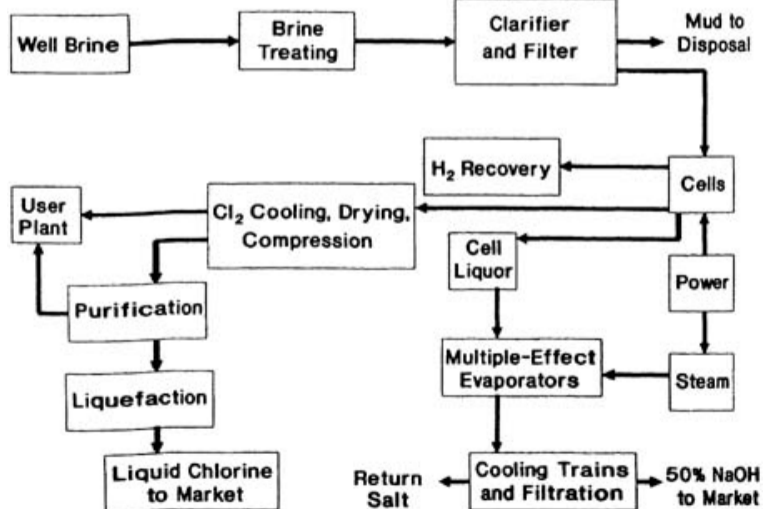 Well Brine
Brine
Treating
Clarifier
and Filter
Mud to
Disposal
H₂ Recovery
Cells
User
Plant
Cl₂ Cooling, Drying,
Compression
Cell
Liquor
Power
Purification
Multiple-Effect
Evaporators
Steam
Liquefaction
Liquid Chlorine
to Market
Return
Salt
Cooling Trains
and Filtration
50% NaOH
to Market